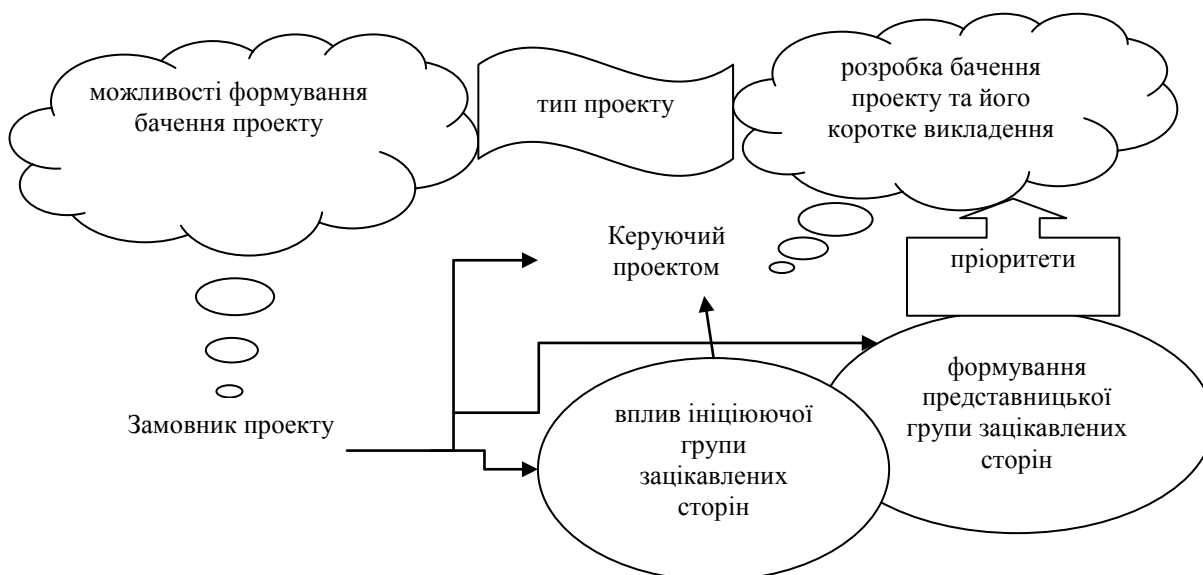 можливості формування
бачення проекту
тип проекту
розробка бачення
проекту та його
коротке викладення
Керуючий
проектом
пріоритети
Замовник проекту
вплив ініціюючої
групи
зацікавлених
сторін
формування
представницької
групи зацікавлених
сторін